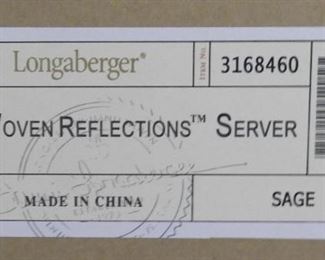 Longaberger® ITEM NO. 3168460
OVEN REFLECTIONS™ SERVER
MADE IN CHINA SAGE